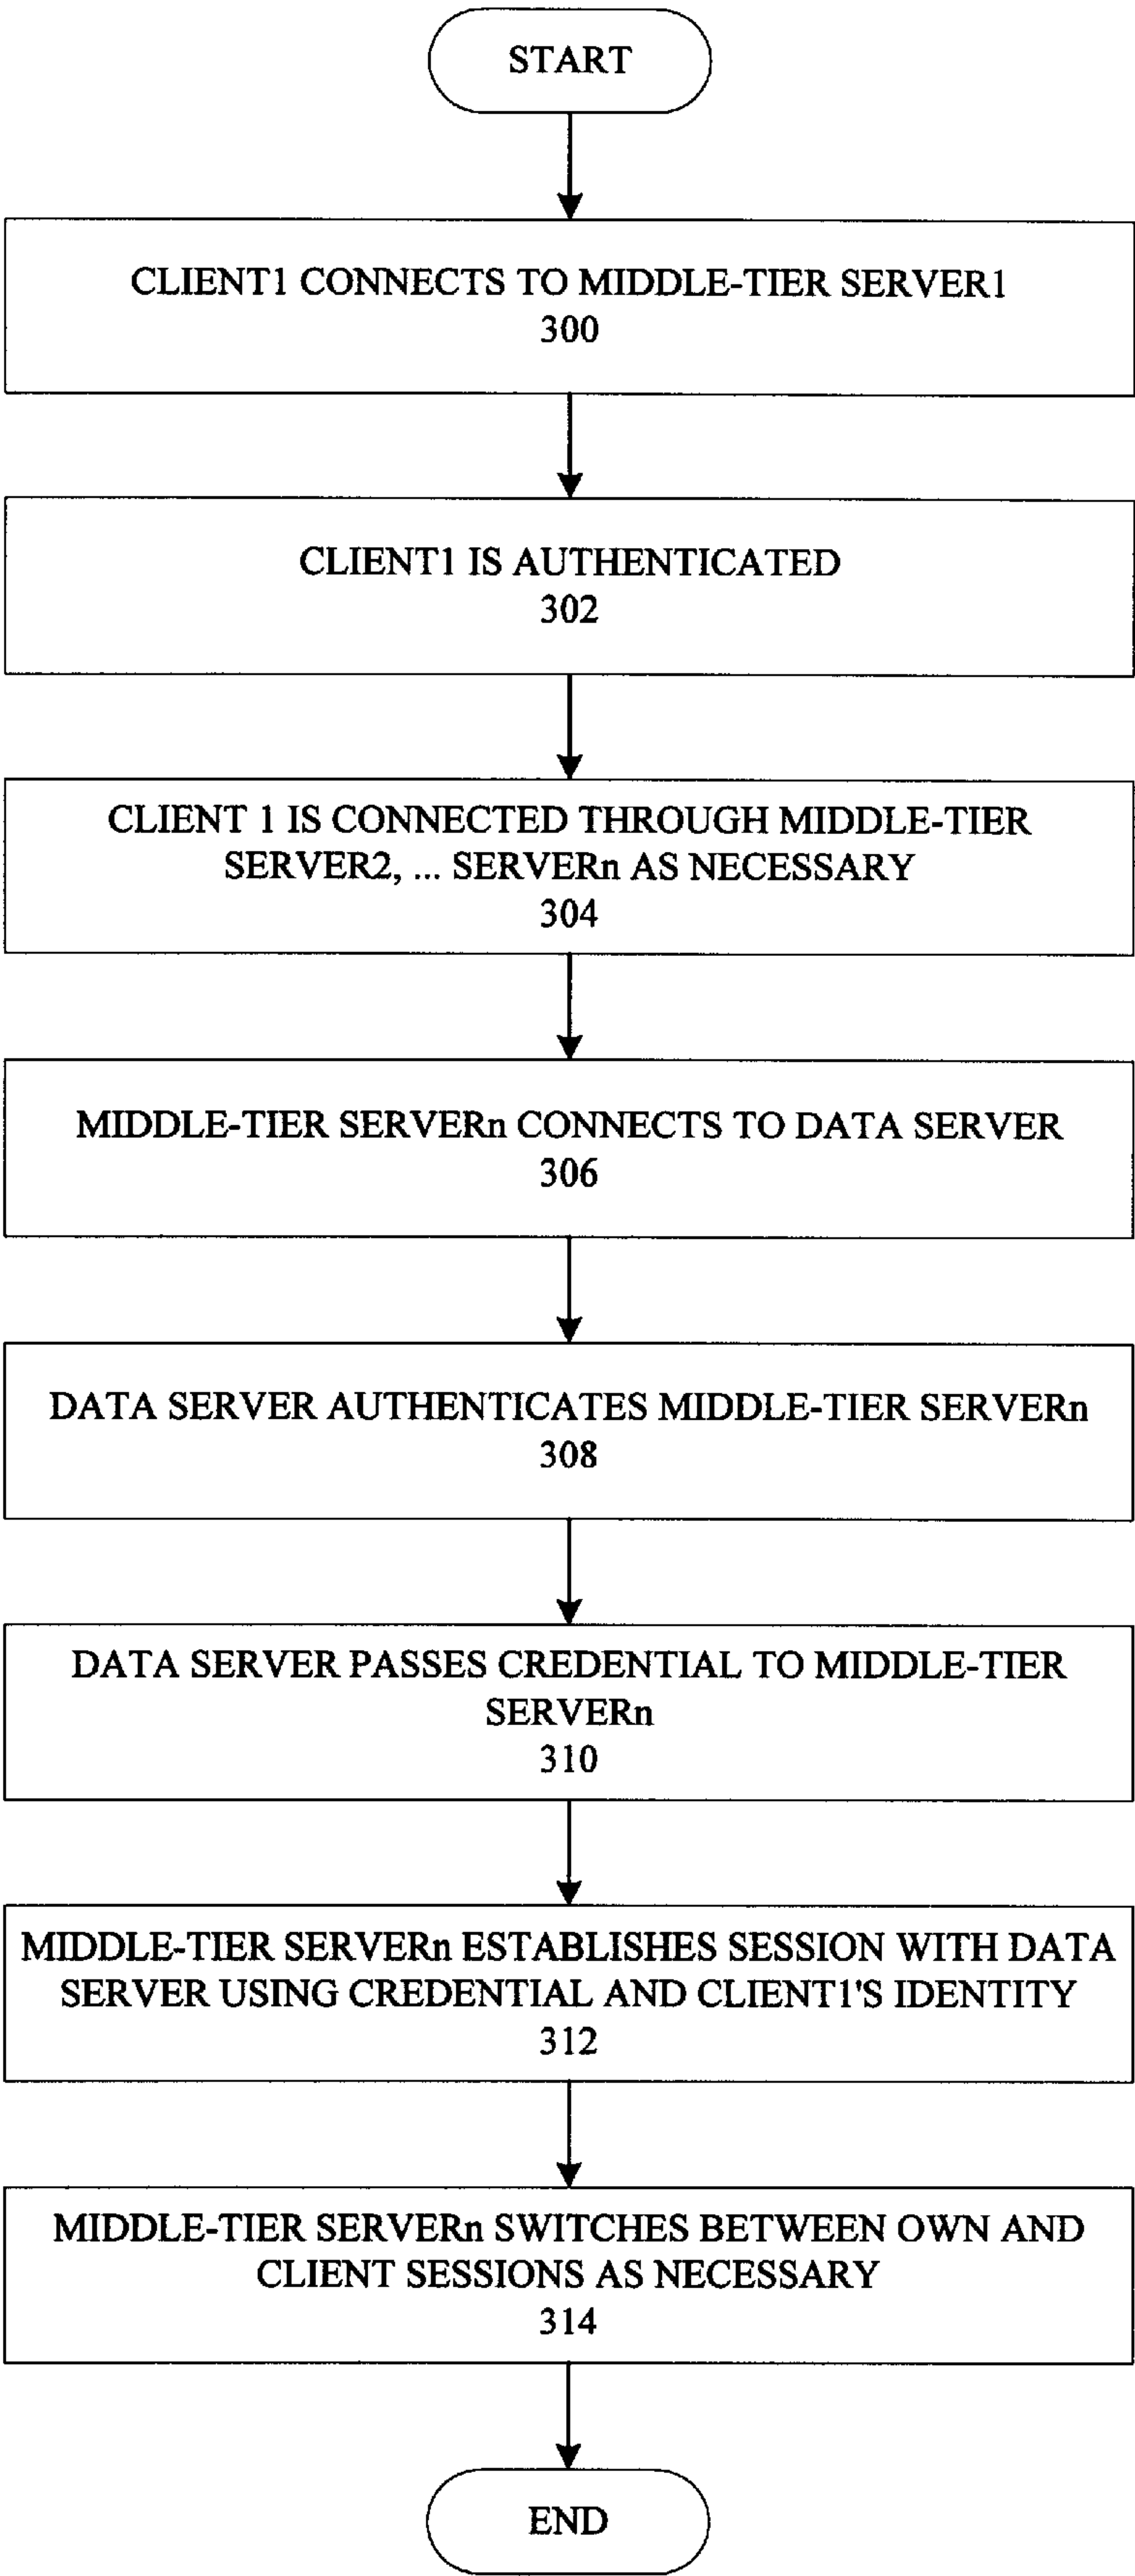 START
CLIENT1 CONNECTS TO MIDDLE-TIER SERVER1
300
CLIENT1 IS AUTHENTICATED
302
CLIENT 1 IS CONNECTED THROUGH MIDDLE-TIER
SERVER2, ... SERVERn AS NECESSARY
304
MIDDLE-TIER SERVERn CONNECTS TO DATA SERVER
306
DATA SERVER AUTHENTICATES MIDDLE-TIER SERVERn
308
DATA SERVER PASSES CREDENTIAL TO MIDDLE-TIER
SERVERn
310
MIDDLE-TIER SERVERn ESTABLISHES SESSION WITH DATA
SERVER USING CREDENTIAL AND CLIENT1'S IDENTITY
312
MIDDLE-TIER SERVERn SWITCHES BETWEEN OWN AND
CLIENT SESSIONS AS NECESSARY
314
END